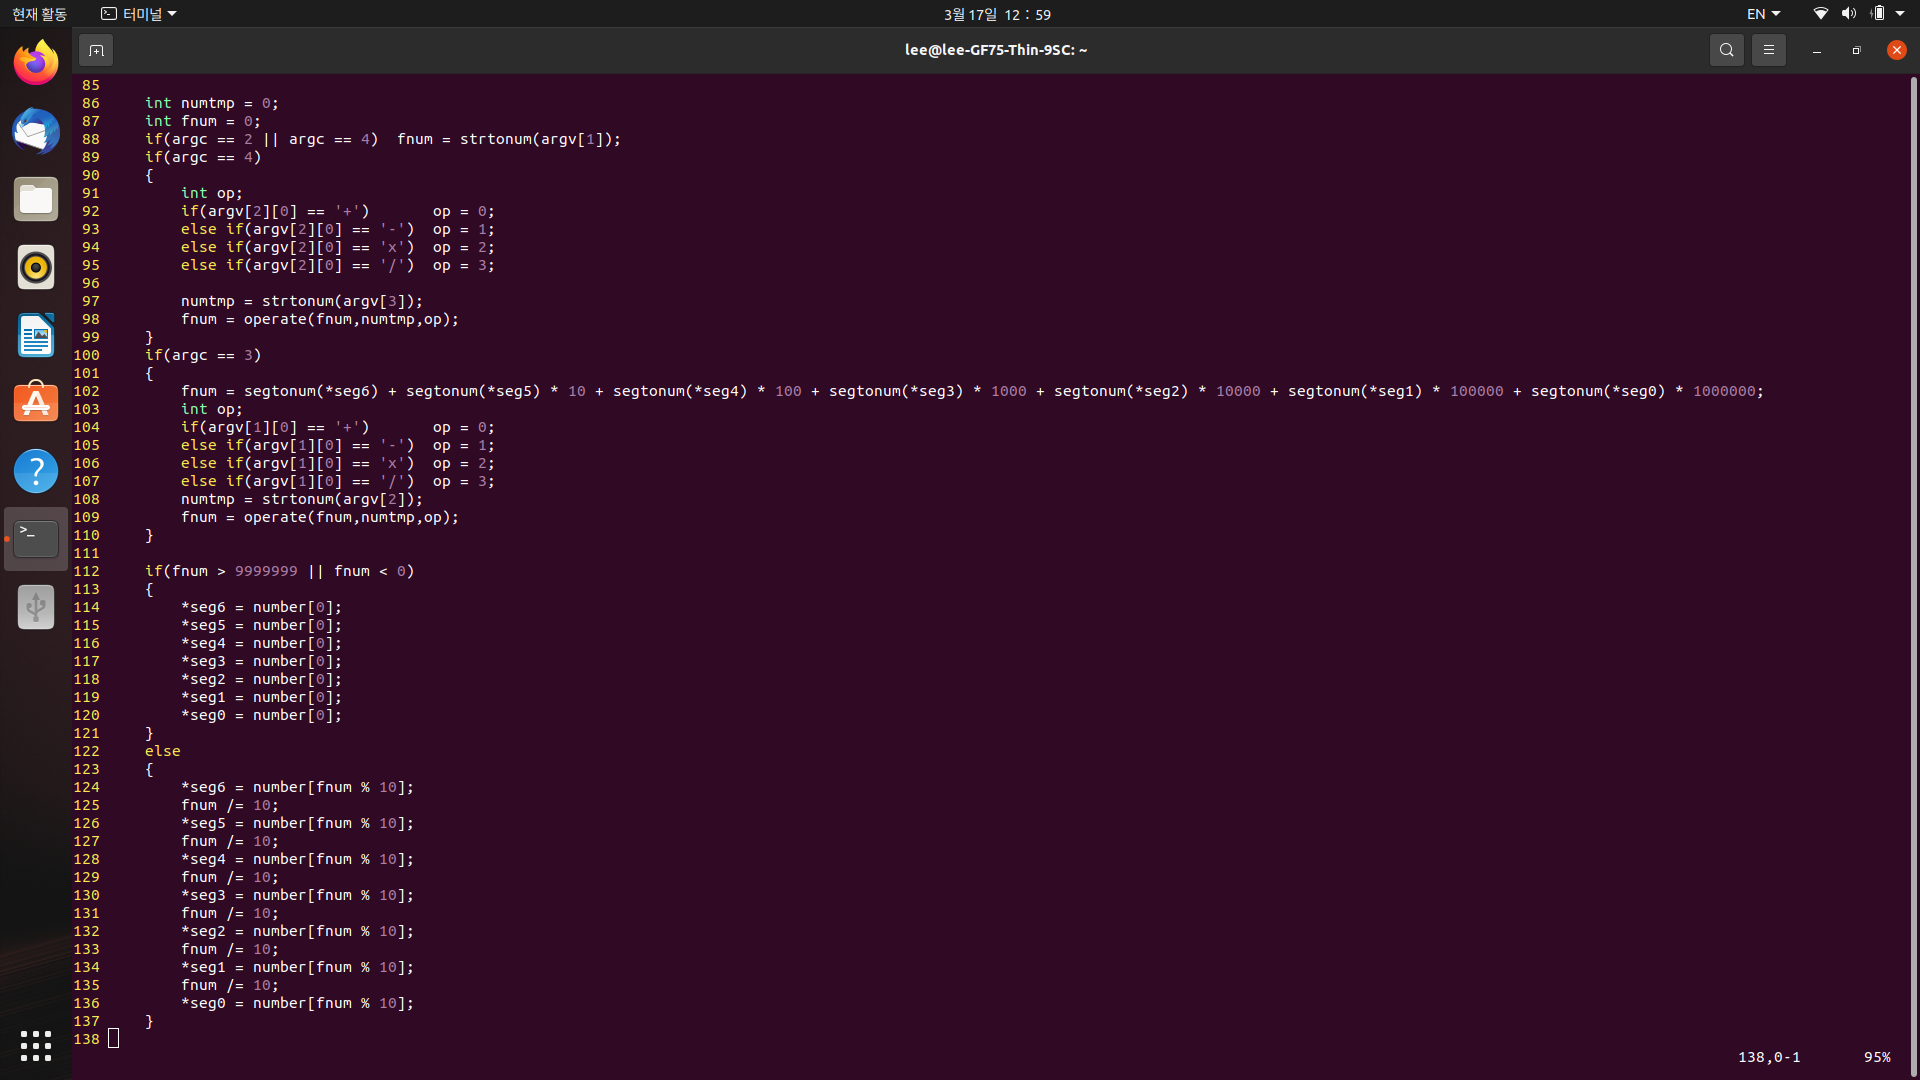 현재 활동 터미널 3월 17일 12 : 59 EN
lee@lee-GF75-Thin-9SC: ~
85
86     int numtmp = 0;
87     int fnum = 0;
88     if(argc == 2 || argc == 4)  fnum = strtonum(argv[1]);
89     if(argc == 4)
90     {
91         int op;
92         if(argv[2][0] == '+')       op = 0;
93         else if(argv[2][0] == '-')  op = 1;
94         else if(argv[2][0] == 'x')  op = 2;
95         else if(argv[2][0] == '/')  op = 3;
96
97         numtmp = strtonum(argv[3]);
98         fnum = operate(fnum,numtmp,op);
99     }
100     if(argc == 3)
101     {
102         fnum = segtonum(*seg6) + segtonum(*seg5) * 10 + segtonum(*seg4) * 100 + segtonum(*seg3) * 1000 + segtonum(*seg2) * 10000 + segtonum(*seg1) * 100000 + segtonum(*seg0) * 1000000;
103         int op;
104         if(argv[1][0] == '+')       op = 0;
105         else if(argv[1][0] == '-')  op = 1;
106         else if(argv[1][0] == 'x')  op = 2;
107         else if(argv[1][0] == '/')  op = 3;
108         numtmp = strtonum(argv[2]);
109         fnum = operate(fnum,numtmp,op);
110     }
111
112     if(fnum > 9999999 || fnum < 0)
113     {
114         *seg6 = number[0];
115         *seg5 = number[0];
116         *seg4 = number[0];
117         *seg3 = number[0];
118         *seg2 = number[0];
119         *seg1 = number[0];
120         *seg0 = number[0];
121     }
122     else
123     {
124         *seg6 = number[fnum % 10];
125         fnum /= 10;
126         *seg5 = number[fnum % 10];
127         fnum /= 10;
128         *seg4 = number[fnum % 10];
129         fnum /= 10;
130         *seg3 = number[fnum % 10];
131         fnum /= 10;
132         *seg2 = number[fnum % 10];
133         fnum /= 10;
134         *seg1 = number[fnum % 10];
135         fnum /= 10;
136         *seg0 = number[fnum % 10];
137     }
138
138,0-1 95%